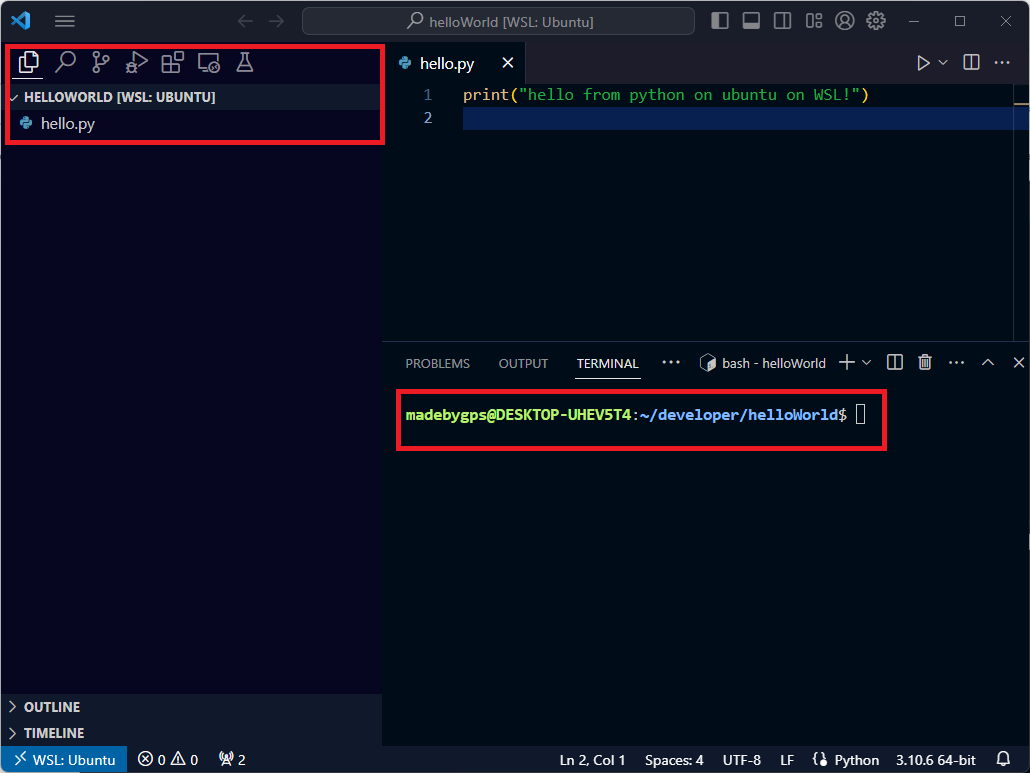 helloWorld [WSL: Ubuntu]
HELLOWORLD [WSL: UBUNTU]
hello.py
hello.py
1 print("hello from python on ubuntu on WSL!")
2
PROBLEMS OUTPUT TERMINAL ··· bash - helloWorld
madebygps@DESKTOP-UHEV5T4:~/developer/helloWorld$
OUTLINE
TIMELINE
WSL: Ubuntu 0 0 2 Ln 2, Col 1 Spaces: 4 UTF-8 LF Python 3.10.6 64-bit